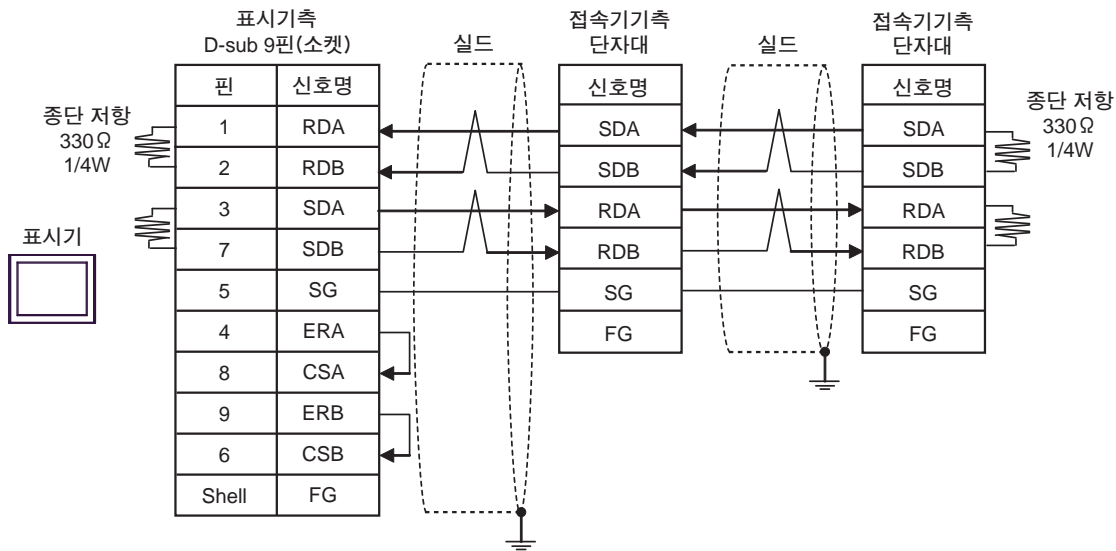 표시기측
D-sub 9핀(소켓)
실드
접속기기측
단자대
실드
접속기기측
단자대
종단 저항
330Ω
1/4W
핀 신호명
1 RDA
2 RDB
3 SDA
7 SDB
5 SG
4 ERA
8 CSA
9 ERB
6 CSB
Shell FG
표시기
신호명
SDA
SDB
RDA
RDB
SG
FG
신호명
SDA
SDB
RDA
RDB
SG
FG
종단 저항
330Ω
1/4W